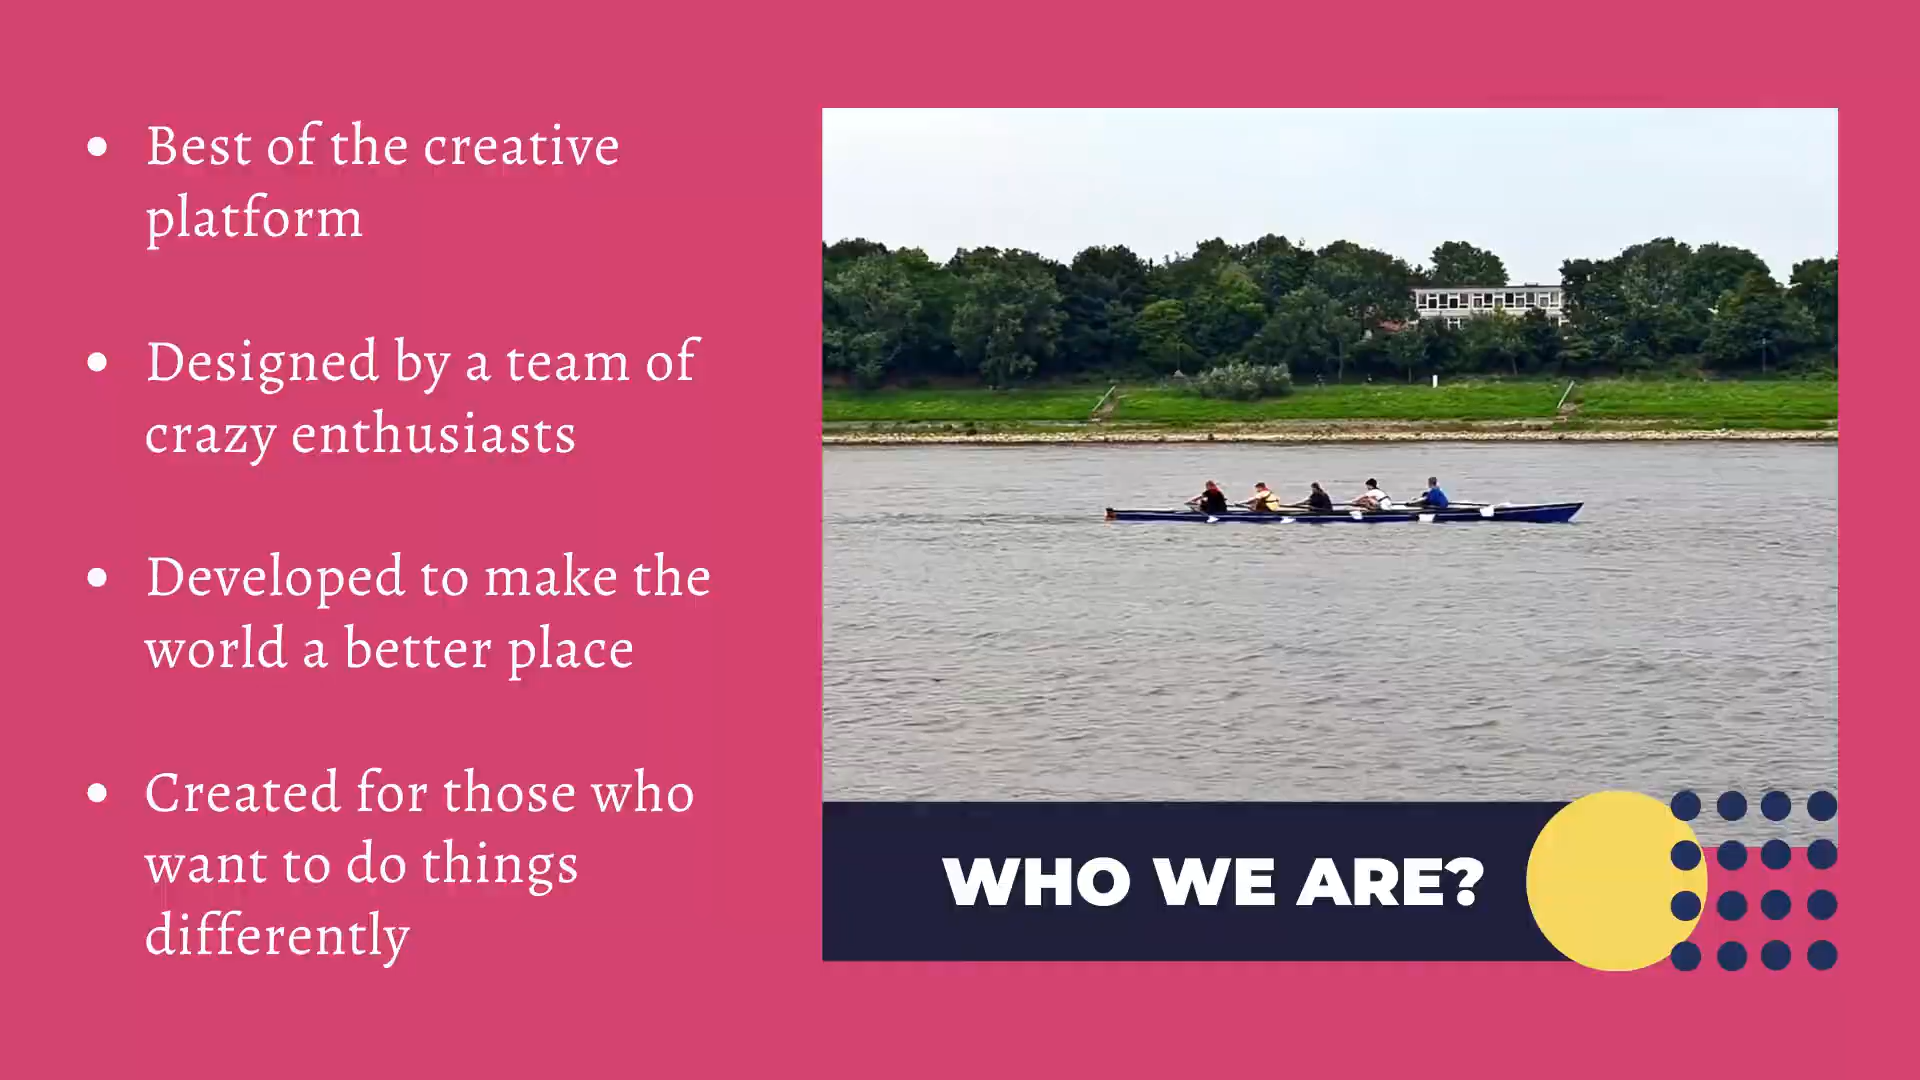 Best of the creative
platform
Designed by a team of
crazy enthusiasts
Developed to make the
world a better place
Created for those who
want to do things
differently
WHO WE ARE?